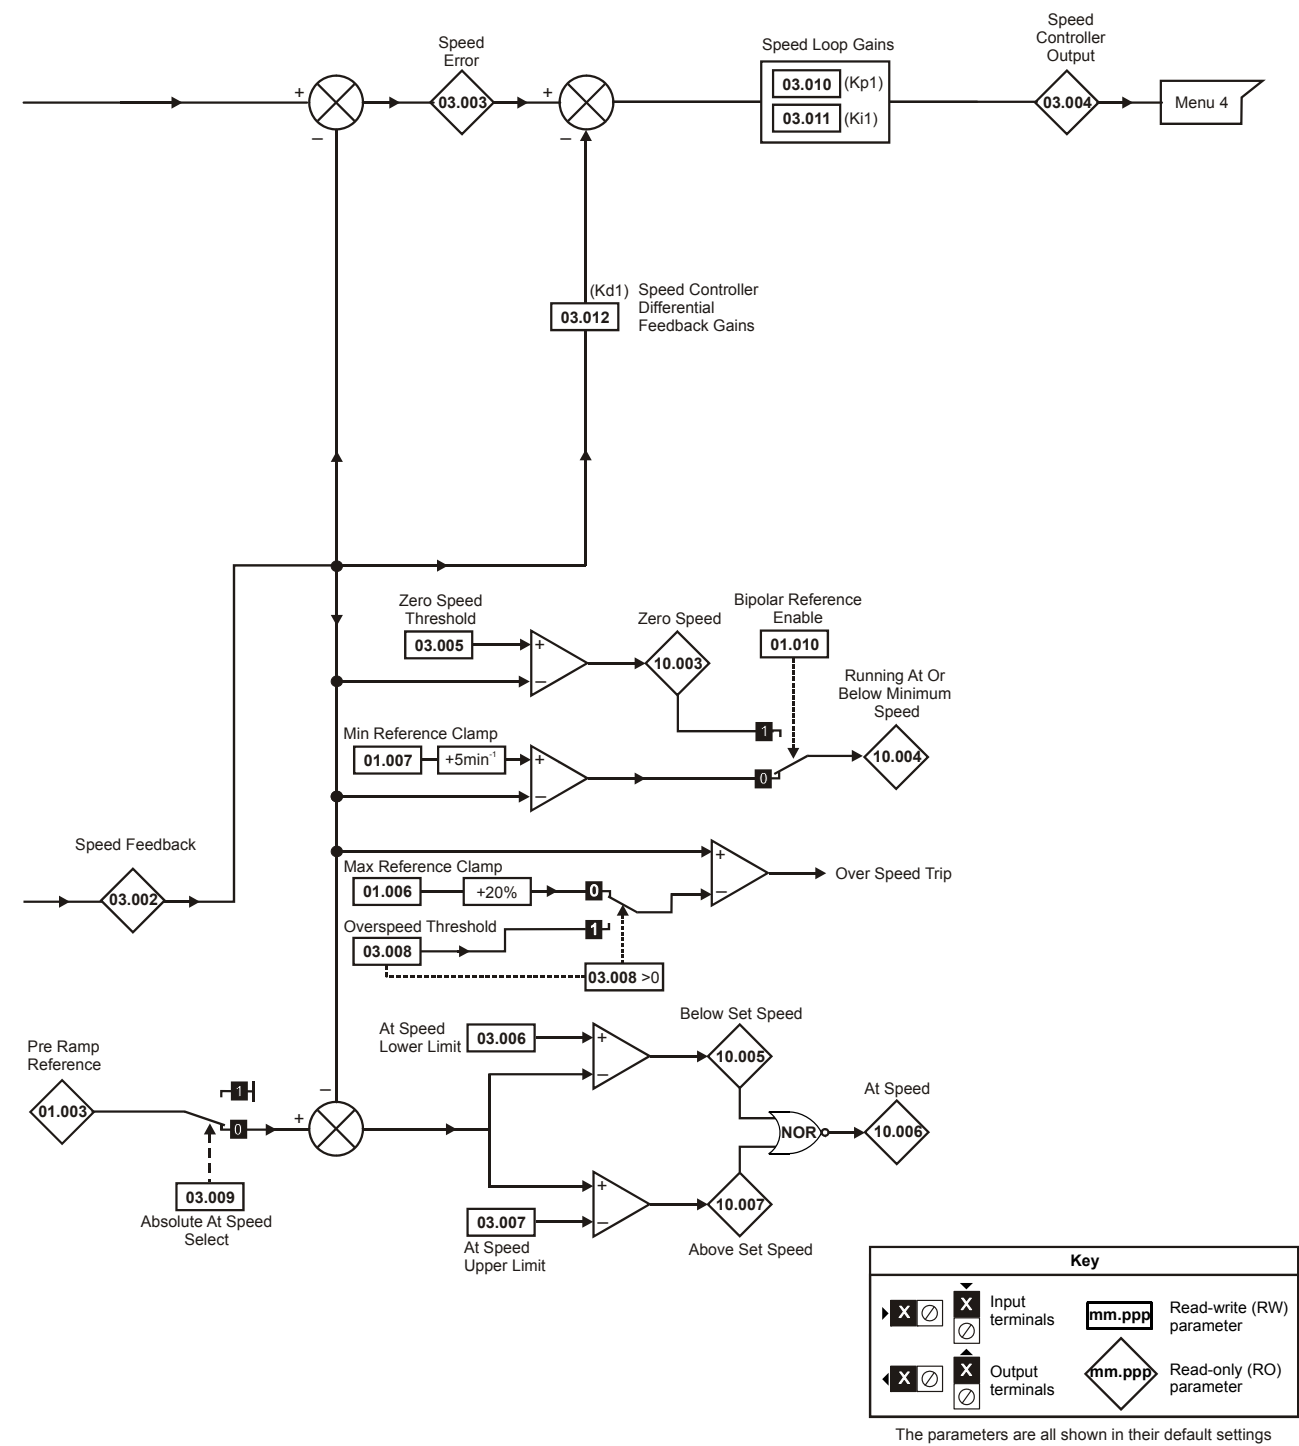 Speed
Error
03.003
+
–
+
–
Speed Loop Gains
03.010 (Kp1)
03.011 (Ki1)
Speed
Controller
Output
03.004
Menu 4
(Kd1)
03.012
Speed Controller
Differential
Feedback Gains
Zero Speed
Threshold
03.005
+
–
Zero Speed
10.003
Bipolar Reference
Enable
01.010
Running At Or
Below Minimum
Speed
10.004
1
0
Min Reference Clamp
01.007
+5min⁻¹
+
–
Speed Feedback
03.002
Max Reference Clamp
01.006
+20%
0
Overspeed Threshold
03.008
1
03.008 >0
+
–
Over Speed Trip
Pre Ramp
Reference
01.003
1
0
03.009
Absolute At Speed
Select
–
+
At Speed
Lower Limit
03.006
+
–
Below Set Speed
10.005
NOR
At Speed
10.006
+
–
03.007
At Speed
Upper Limit
10.007
Above Set Speed
Key
X
X
Input
terminals
mm.ppp
Read-write (RW)
parameter
X
X
Output
terminals
mm.ppp
Read-only (RO)
parameter
The parameters are all shown in their default settings